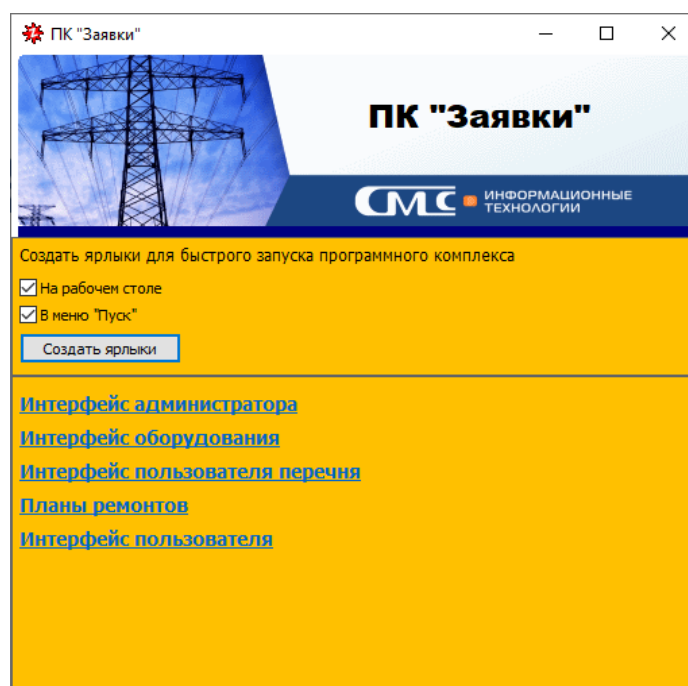 ПК "Заявки"
ПК "Заявки"
СМС ИНФОРМАЦИОННЫЕ
ТЕХНОЛОГИИ
Создать ярлыки для быстрого запуска программного комплекса
На рабочем столе
В меню "Пуск"
Создать ярлыки
Интерфейс администратора
Интерфейс оборудования
Интерфейс пользователя перечня
Планы ремонтов
Интерфейс пользователя